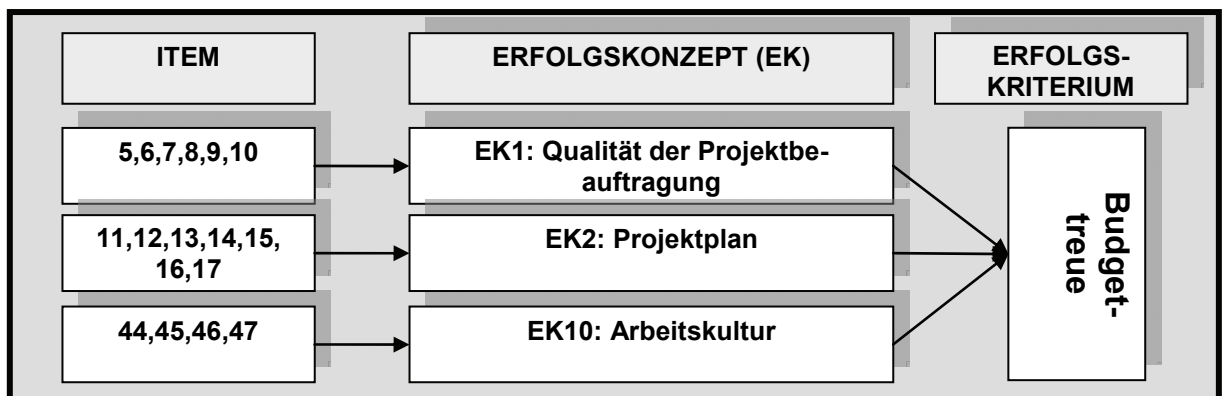 ITEM
ERFOLGSKONZEPT (EK)
ERFOLGS-
KRITERIUM
5,6,7,8,9,10
EK1: Qualität der Projektbe-
auftragung
11,12,13,14,15,
16,17
EK2: Projektplan
44,45,46,47
EK10: Arbeitskultur
Budget-
treue